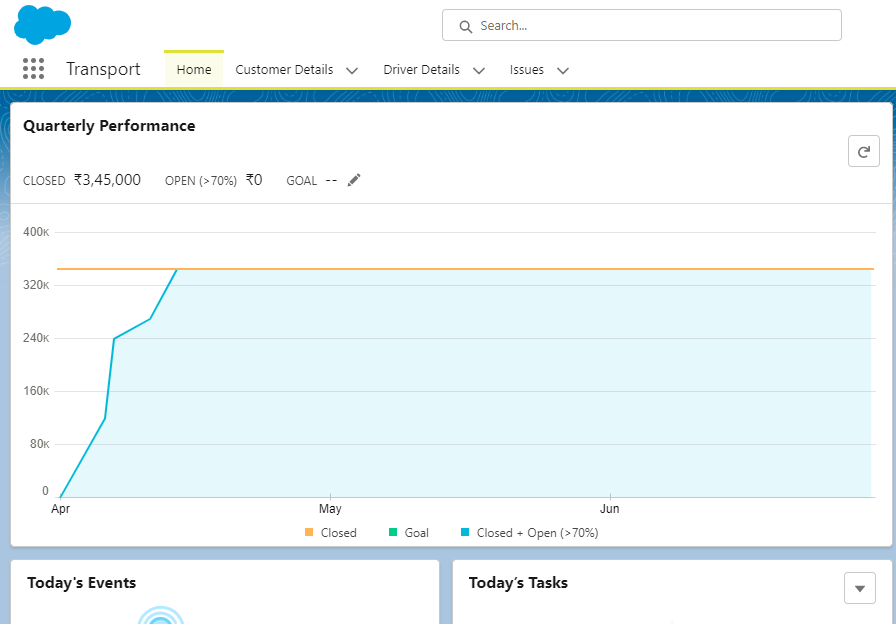 Search...
Transport Home Customer Details Driver Details Issues
Quarterly Performance
CLOSED ₹3,45,000 OPEN (>70%) ₹0 GOAL --
400K
320K
240K
160K
80K
0
Apr May Jun
Closed Goal Closed + Open (>70%)
Today's Events
Today's Tasks